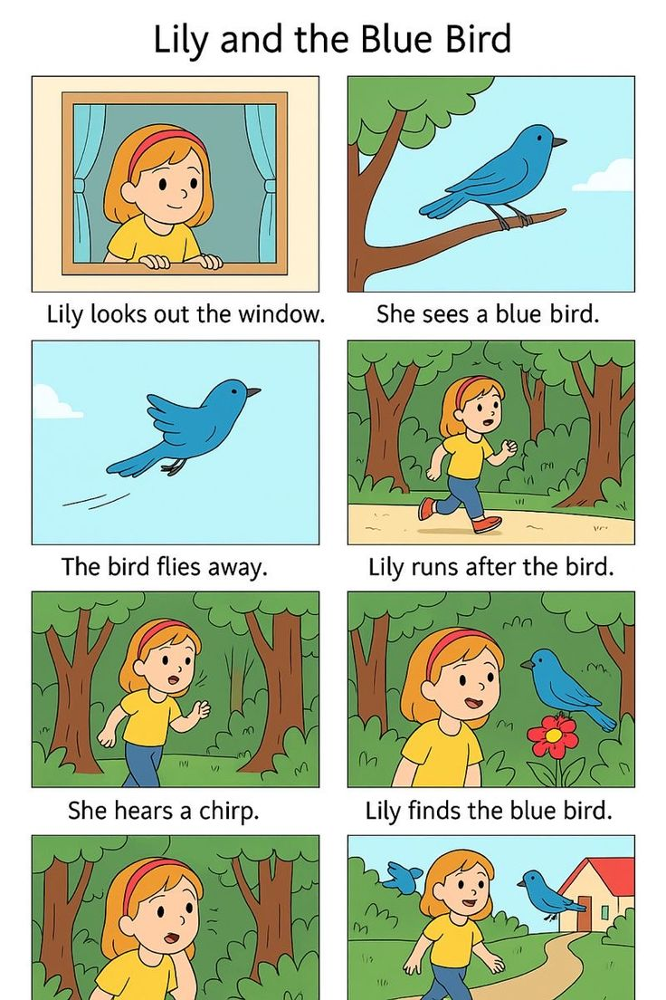 Lily and the Blue Bird
Lily looks out the window.
She sees a blue bird.
The bird flies away.
Lily runs after the bird.
She hears a chirp.
Lily finds the blue bird.